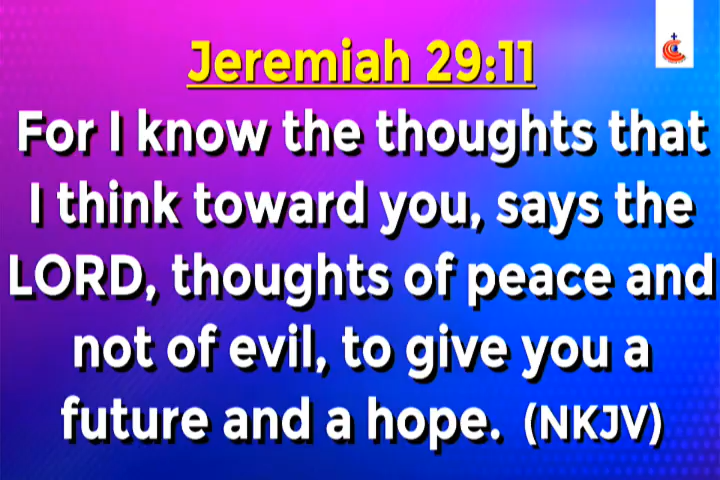 Jeremiah 29:11
For I know the thoughts that
I think toward you, says the
LORD, thoughts of peace and
not of evil, to give you a
future and a hope. (NKJV)